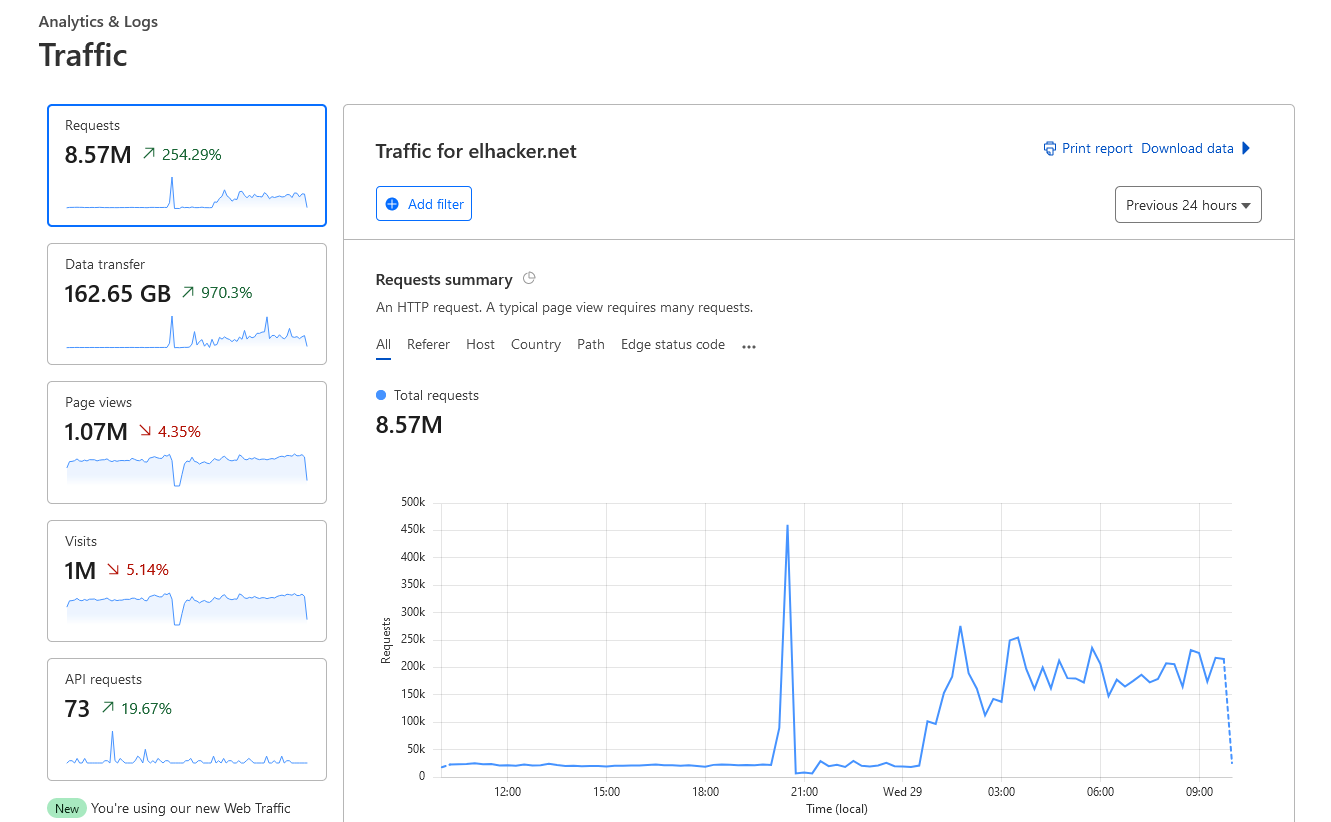 Analytics & Logs
Traffic
Requests
8.57M 254.29%
Data transfer
162.65 GB 970.3%
Page views
1.07M 4.35%
Visits
1M 5.14%
API requests
73 19.67%
New You're using our new Web Traffic
Traffic for elhacker.net
Print report Download data
Add filter
Previous 24 hours
Requests summary
An HTTP request. A typical page view requires many requests.
All Referer Host Country Path Edge status code ...
Total requests
8.57M
500k
450k
400k
350k
300k
250k
200k
150k
100k
50k
0
Requests
12:00 15:00 18:00 21:00 Wed 29 03:00 06:00 09:00
Time (local)